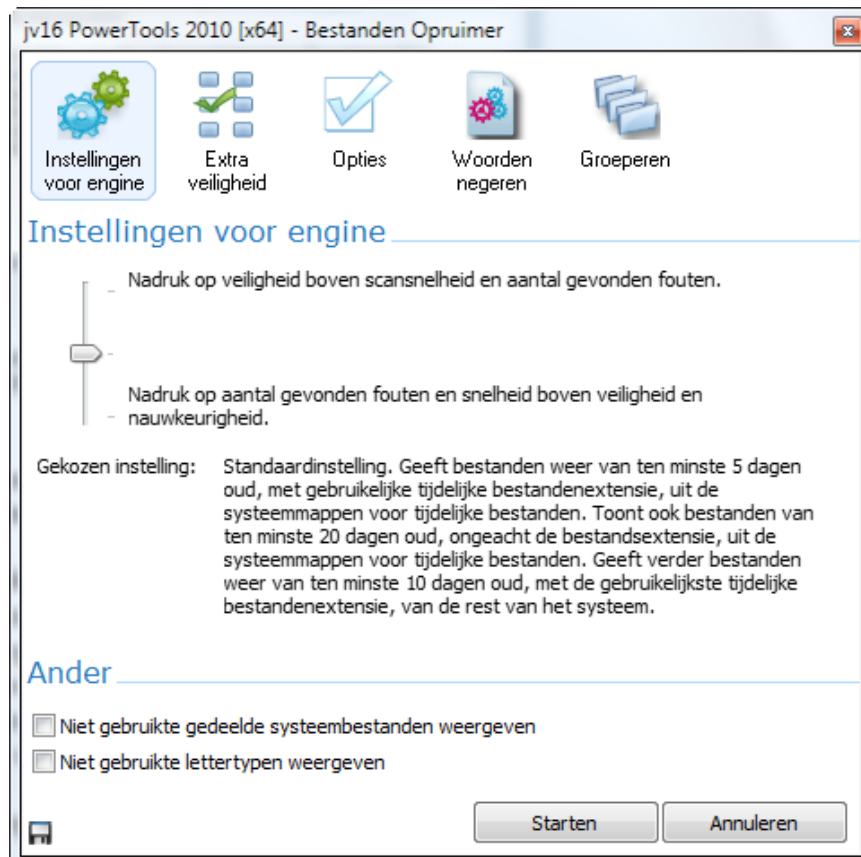 jv16 PowerTools 2010 [x64] - Bestanden Opruimer
Instellingen
voor engine
Extra
veiligheid
Opties
Woorden
negeren
Groeperen
Instellingen voor engine
Nadruk op veiligheid boven scansnelheid en aantal gevonden fouten.
Nadruk op aantal gevonden fouten en snelheid boven veiligheid en
nauwkeurigheid.
Gekozen instelling:
Standaardinstelling. Geeft bestanden weer van ten minste 5 dagen
oud, met gebruikelijke tijdelijke bestandenextensie, uit de
systeemmappen voor tijdelijke bestanden. Toont ook bestanden van
ten minste 20 dagen oud, ongeacht de bestandsextensie, uit de
systeemmappen voor tijdelijke bestanden. Geeft verder bestanden
weer van ten minste 10 dagen oud, met de gebruikelijkste tijdelijke
bestandenextensie, van de rest van het systeem.
Ander
Niet gebruikte gedeelde systeembestanden weergeven
Niet gebruikte lettertypen weergeven
Starten
Annuleren